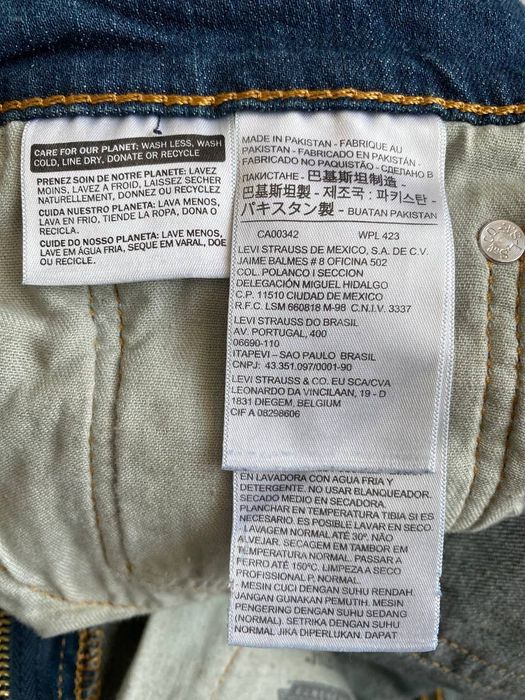 CARE FOR OUR PLANET: WASH LESS, WASH
COLD, LINE DRY, DONATE OR RECYCLE
PRENEZ SOIN DE NOTRE PLANETE: LAVEZ
MOINS, LAVEZ A FROID, LAISSEZ SECHER
NATURELLEMENT, DONNEZ OU RECYCLEZ
CUIDA NUESTRO PLANETA: LAVA MENOS,
LAVA EN FRIO, TIENDE LA ROPA, DONA O
RECICLA.
CUIDE DO NOSSO PLANETA: LAVE MENOS,
LAVE EM ÁGUA FRIA, SEQUE EM VARAL, DOE
OU RECICLE.
MADE IN PAKISTAN - FABRIQUE AU
PAKISTAN - FABRICADO EN PAKISTÁN -
FABRICADO NO PAQUISTÃO - СДЕЛАНО В
ПАКИСТАНЕ - 巴基斯坦制造 -
巴基斯坦製 - 제조국 : 파키스탄 -
パキスタン製 - BUATAN PAKISTAN
CA00342 WPL 423
LEVI STRAUSS DE MEXICO, S.A. DE C.V.
JAIME BALMES # 8 OFICINA 502
COL. POLANCO I SECCION
DELEGACIÓN MIGUEL HIDALGO
C.P. 11510 CIUDAD DE MEXICO
R.F.C. LSM 660818 M-98 C.N.I.V. 3337
LEVI STRAUSS DO BRASIL
AV. PORTUGAL, 400
06690-110
ITAPEVI – SAO PAULO BRASIL
CNPJ: 43.351.097/0001-90
LEVI STRAUSS & CO. EU SCA/CVA
LEONARDO DA VINCILAAN, 19 - D
1831 DIEGEM, BELGIUM
CIF A 08298606
EN LAVADORA CON AGUA FRIA Y
DETERGENTE. NO USAR BLANQUEADOR.
SECADO MEDIO EN SECADORA.
PLANCHAR EN TEMPERATURA TIBIA SI ES
NECESARIO. ES POSIBLE LAVAR EN SECO.
- LAVAGEM NORMAL ATÉ 30º. NÃO
ALVEJAR. SECAGEM EM TAMBOR EM
TEMPERATURA NORMAL. PASSAR A
FERRO ATÉ 150ºC. LIMPEZA A SECO
PROFISSIONAL P, NORMAL.
- MESIN CUCI DENGAN SUHU RENDAH.
JANGAN GUNAKAN PEMUTIH. MESIN
PENGERING DENGAN SUHU SEDANG
(NORMAL). SETRIKA DENGAN SUHU
NORMAL JIKA DIPERLUKAN. DAPAT